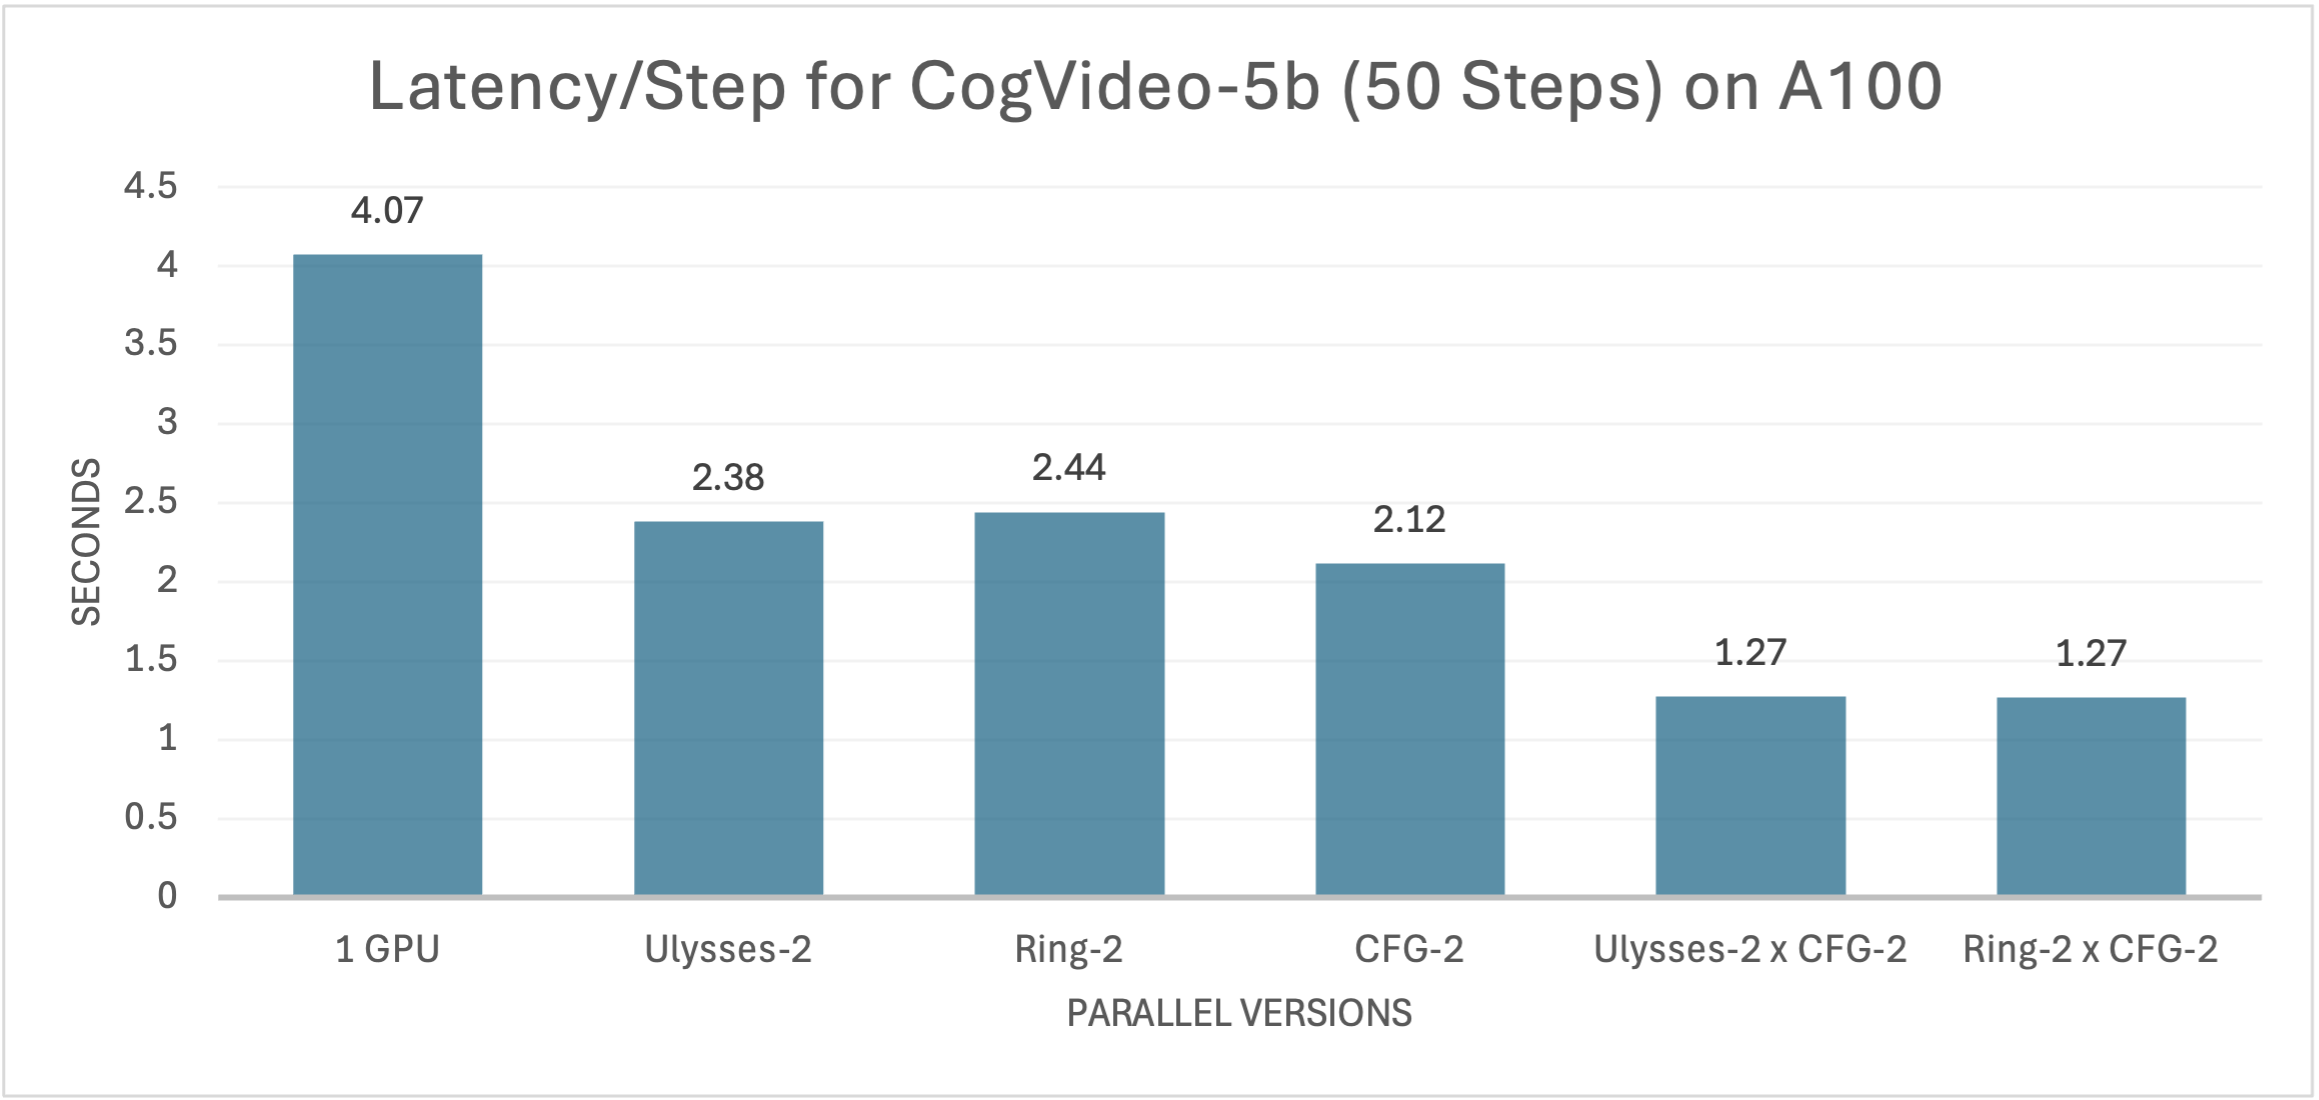 Latency/Step for CogVideo-5b (50 Steps) on A100
4.5
4
3.5
3
2.5
2
1.5
1
0.5
0
SECONDS
4.07
2.38
2.44
2.12
1.27
1.27
1 GPU
Ulysses-2
Ring-2
CFG-2
Ulysses-2 x CFG-2
Ring-2 x CFG-2
PARALLEL VERSIONS